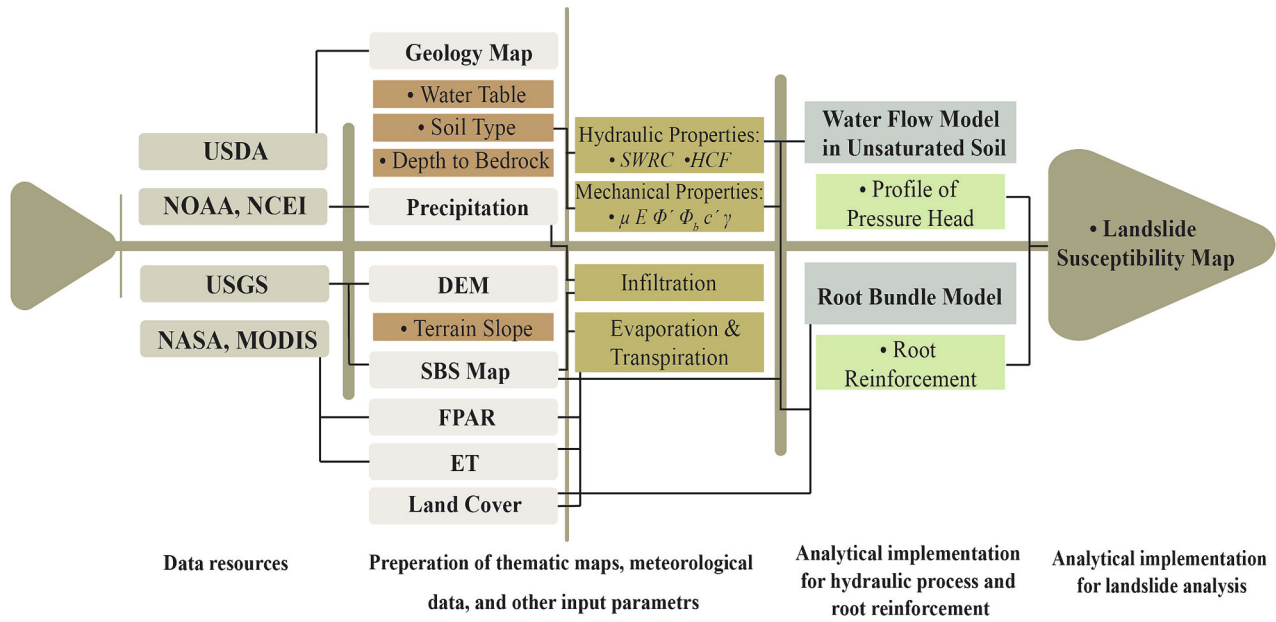 USDA
NOAA, NCEI
USGS
NASA, MODIS
Data resources
Geology Map
• Water Table
• Soil Type
• Depth to Bedrock
Precipitation
DEM
• Terrain Slope
SBS Map
FPAR
ET
Land Cover
Hydraulic Properties:
• SWRC •HCF
Mechanical Properties:
• μ E Φ´ Φb c´ γ
Infiltration
Evaporation &
Transpiration
Preperation of thematic maps, meteorological
data, and other input parametrs
Water Flow Model
in Unsaturated Soil
• Profile of
Pressure Head
Root Bundle Model
• Root
Reinforcement
Analytical implementation
for hydraulic process and
root reinforcement
• Landslide
Susceptibility Map
Analytical implementation
for landslide analysis